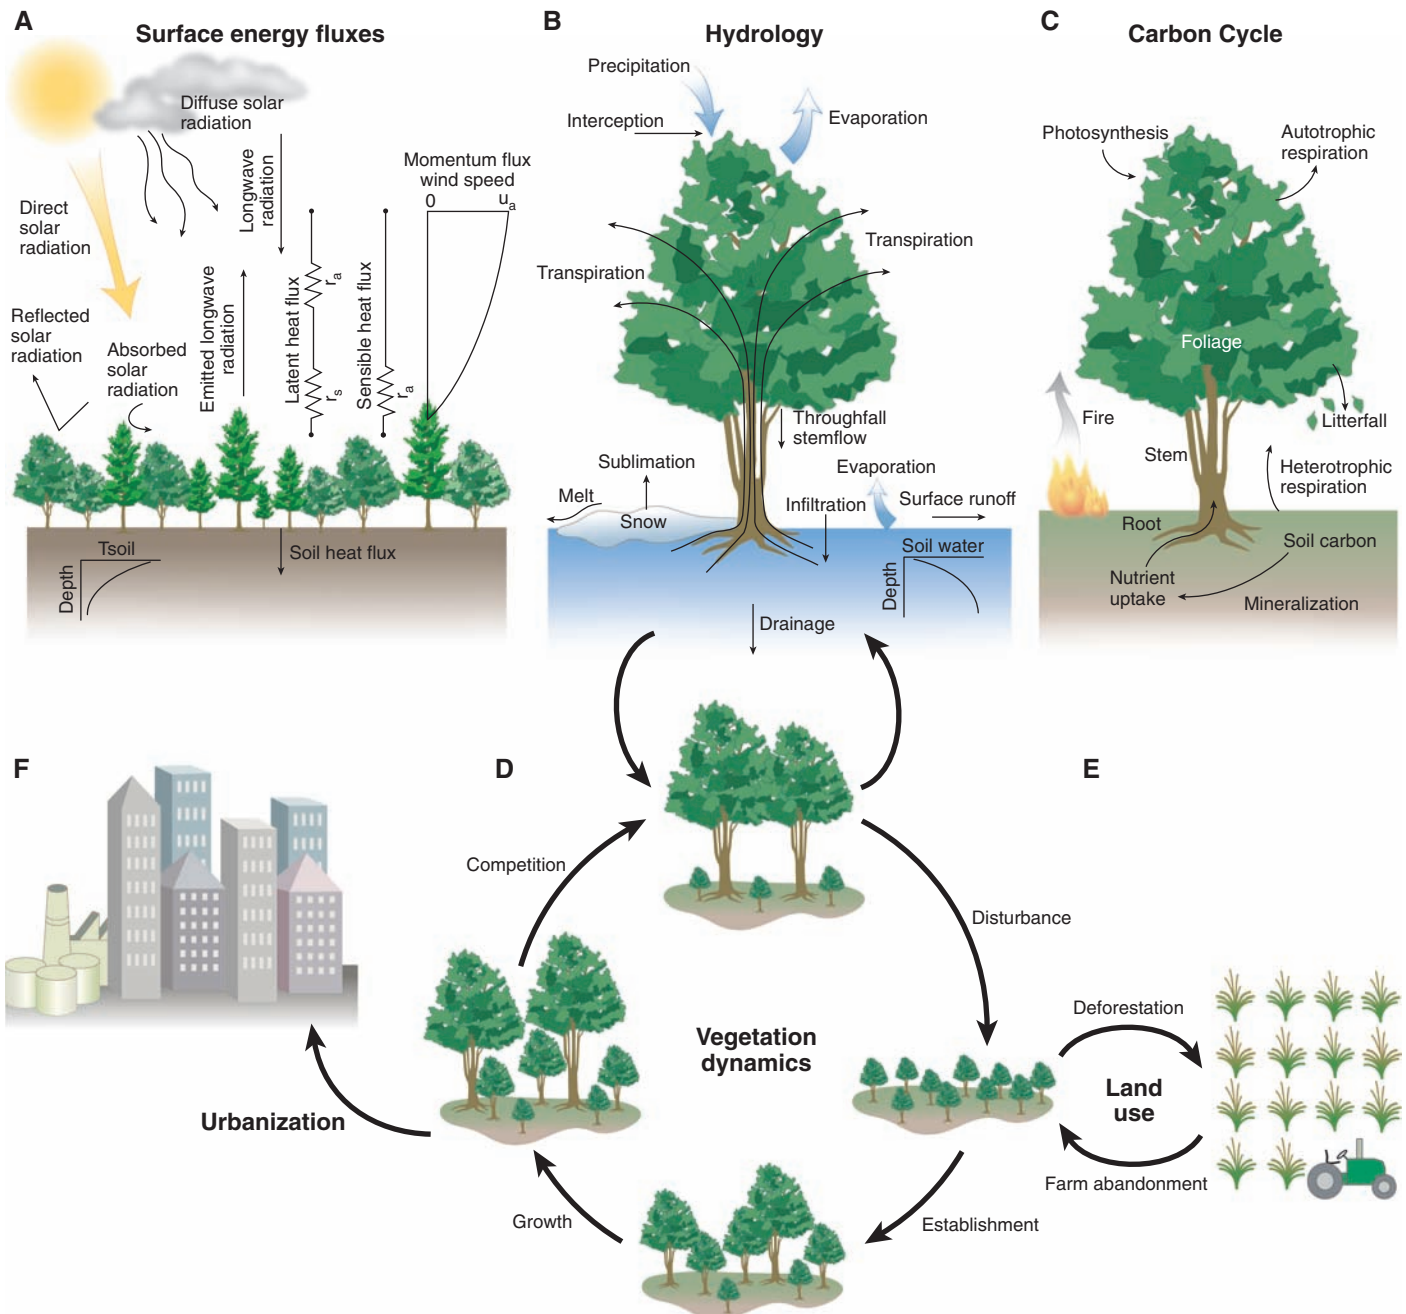 A
Surface energy fluxes
Diffuse solar
radiation
Direct
solar
radiation
Longwave
radiation
Momentum flux
wind speed
0
ua
Reflected
solar
radiation
Absorbed
solar
radiation
Emitted longwave
radiation
Latent heat flux
ra
rs
Sensible heat flux
ra
Tsoil
Depth
Soil heat flux
B
Hydrology
Precipitation
Interception
Evaporation
Transpiration
Transpiration
Throughfall
stemflow
Sublimation
Evaporation
Melt
Snow
Infiltration
Surface runoff
Soil water
Depth
Drainage
C
Carbon Cycle
Photosynthesis
Autotrophic
respiration
Foliage
Fire
Litterfall
Stem
Heterotrophic
respiration
Root
Soil carbon
Nutrient
uptake
Mineralization
F
D
E
Competition
Disturbance
Vegetation
dynamics
Deforestation
Land
use
Urbanization
Farm abandonment
Growth
Establishment